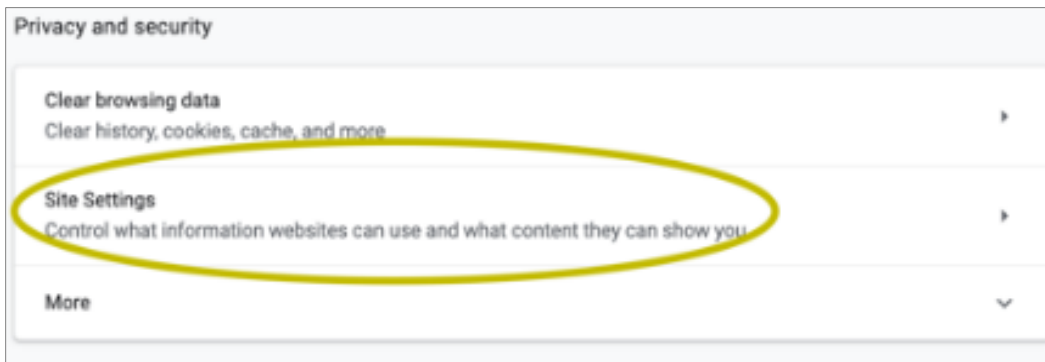 Privacy and security
Clear browsing data
Clear history, cookies, cache, and more
Site Settings
Control what information websites can use and what content they can show you
More